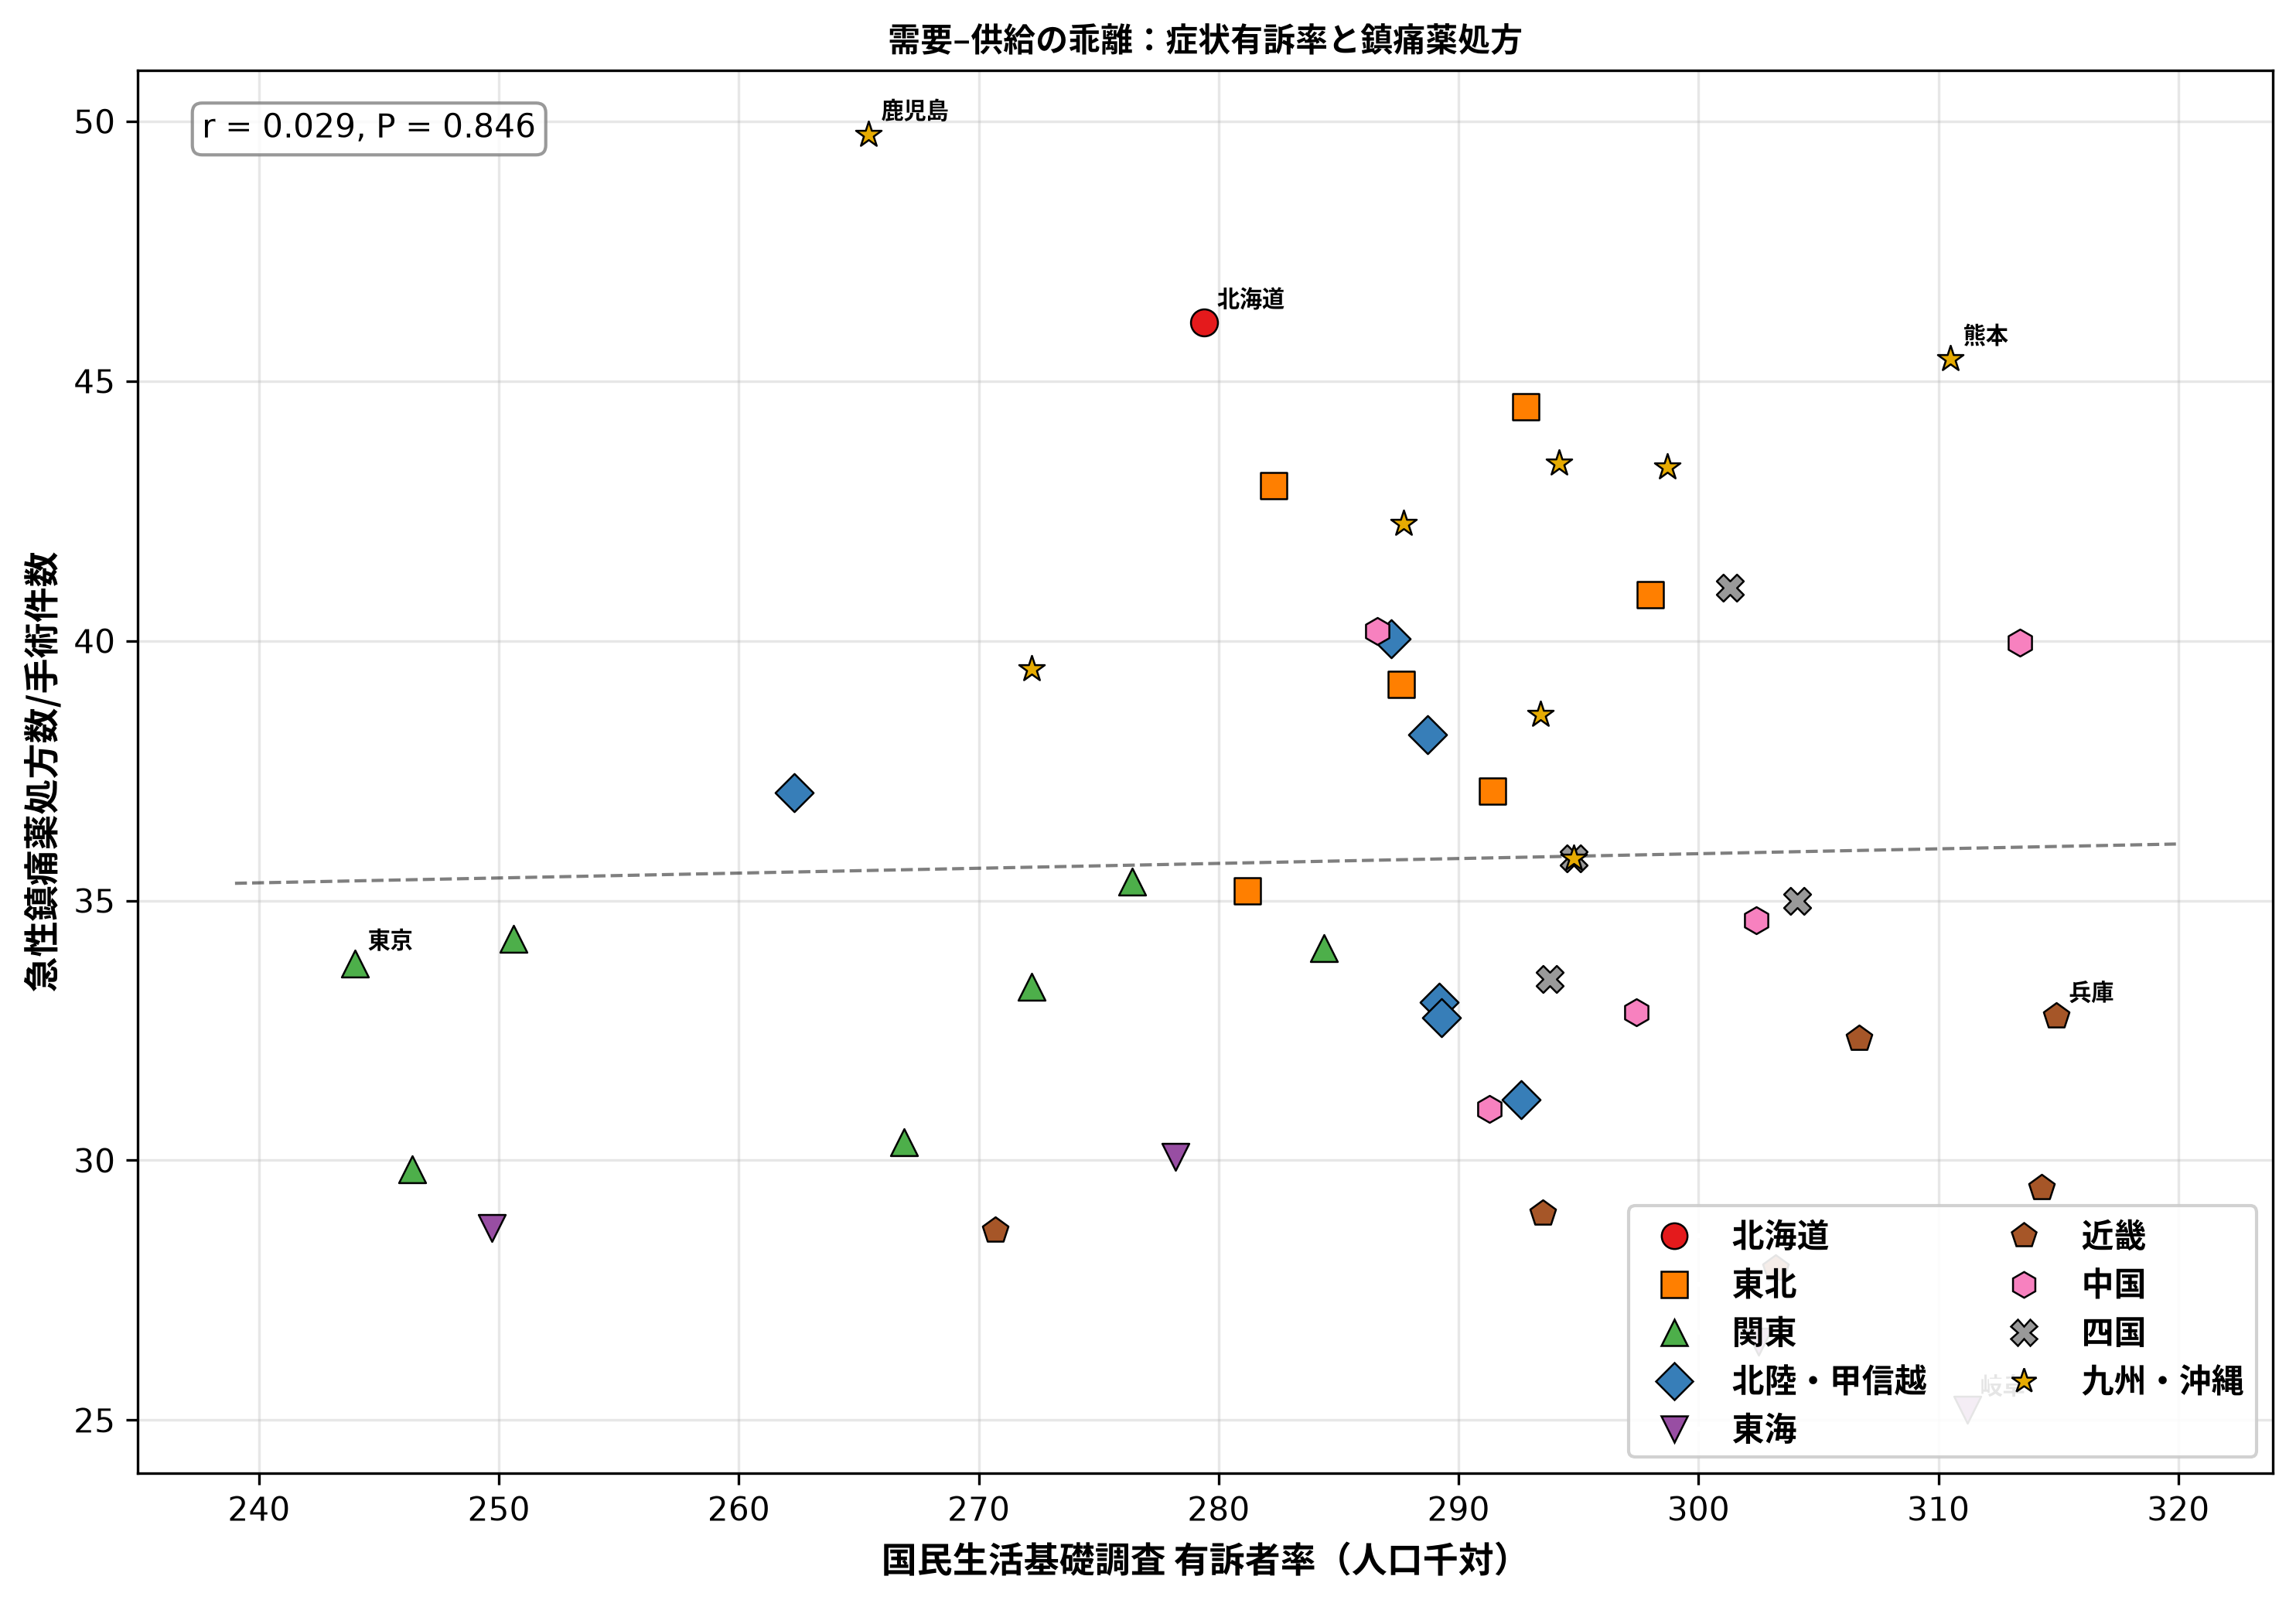 需要–供給の乖離：症状有訴率と鎮痛薬処方
r = 0.029, P = 0.846
鹿児島
北海道
熊本
東京
兵庫
50
45
40
35
30
25
急性鎮痛薬処方数/手術件数
北海道
東北
関東
北陸・甲信越
東海
近畿
中国
四国
九州・沖縄
240 250 260 270 280 290 300 310 320
国民生活基礎調査 有訴者率（人口千対）